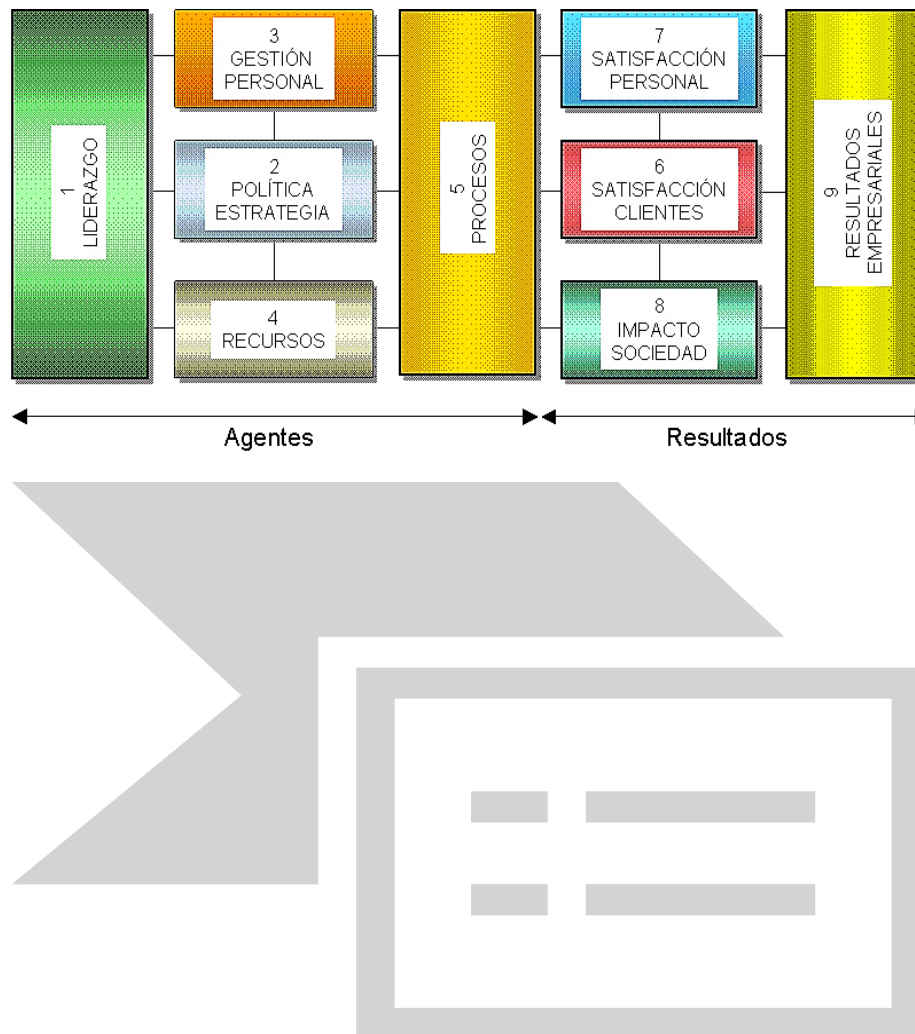 1
LIDERAZGO
3
GESTIÓN
PERSONAL
2
POLÍTICA
ESTRATEGIA
4
RECURSOS
5
PROCESOS
7
SATISFACCIÓN
PERSONAL
6
SATISFACCIÓN
CLIENTES
8
IMPACTO
SOCIEDAD
9
RESULTADOS
EMPRESARIALES
Agentes
Resultados